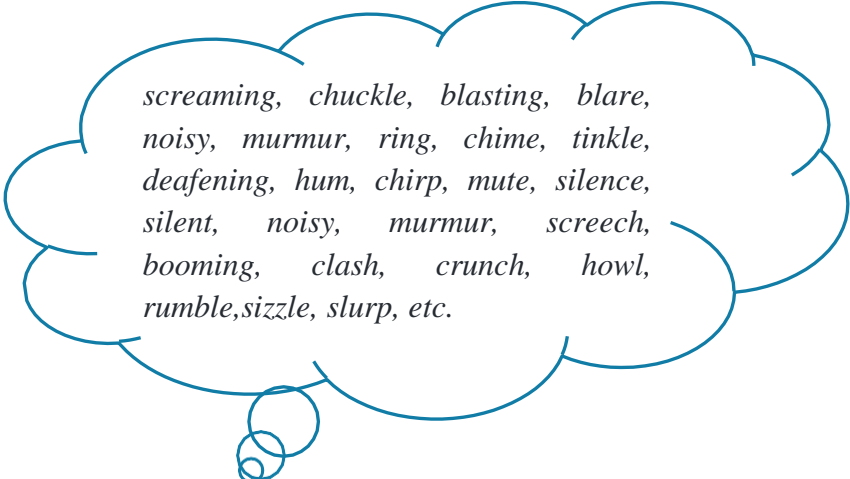 screaming, chuckle, blasting, blare,
noisy, murmur, ring, chime, tinkle,
deafening, hum, chirp, mute, silence,
silent, noisy, murmur, screech,
booming, clash, crunch, howl,
rumble,sizzle, slurp, etc.